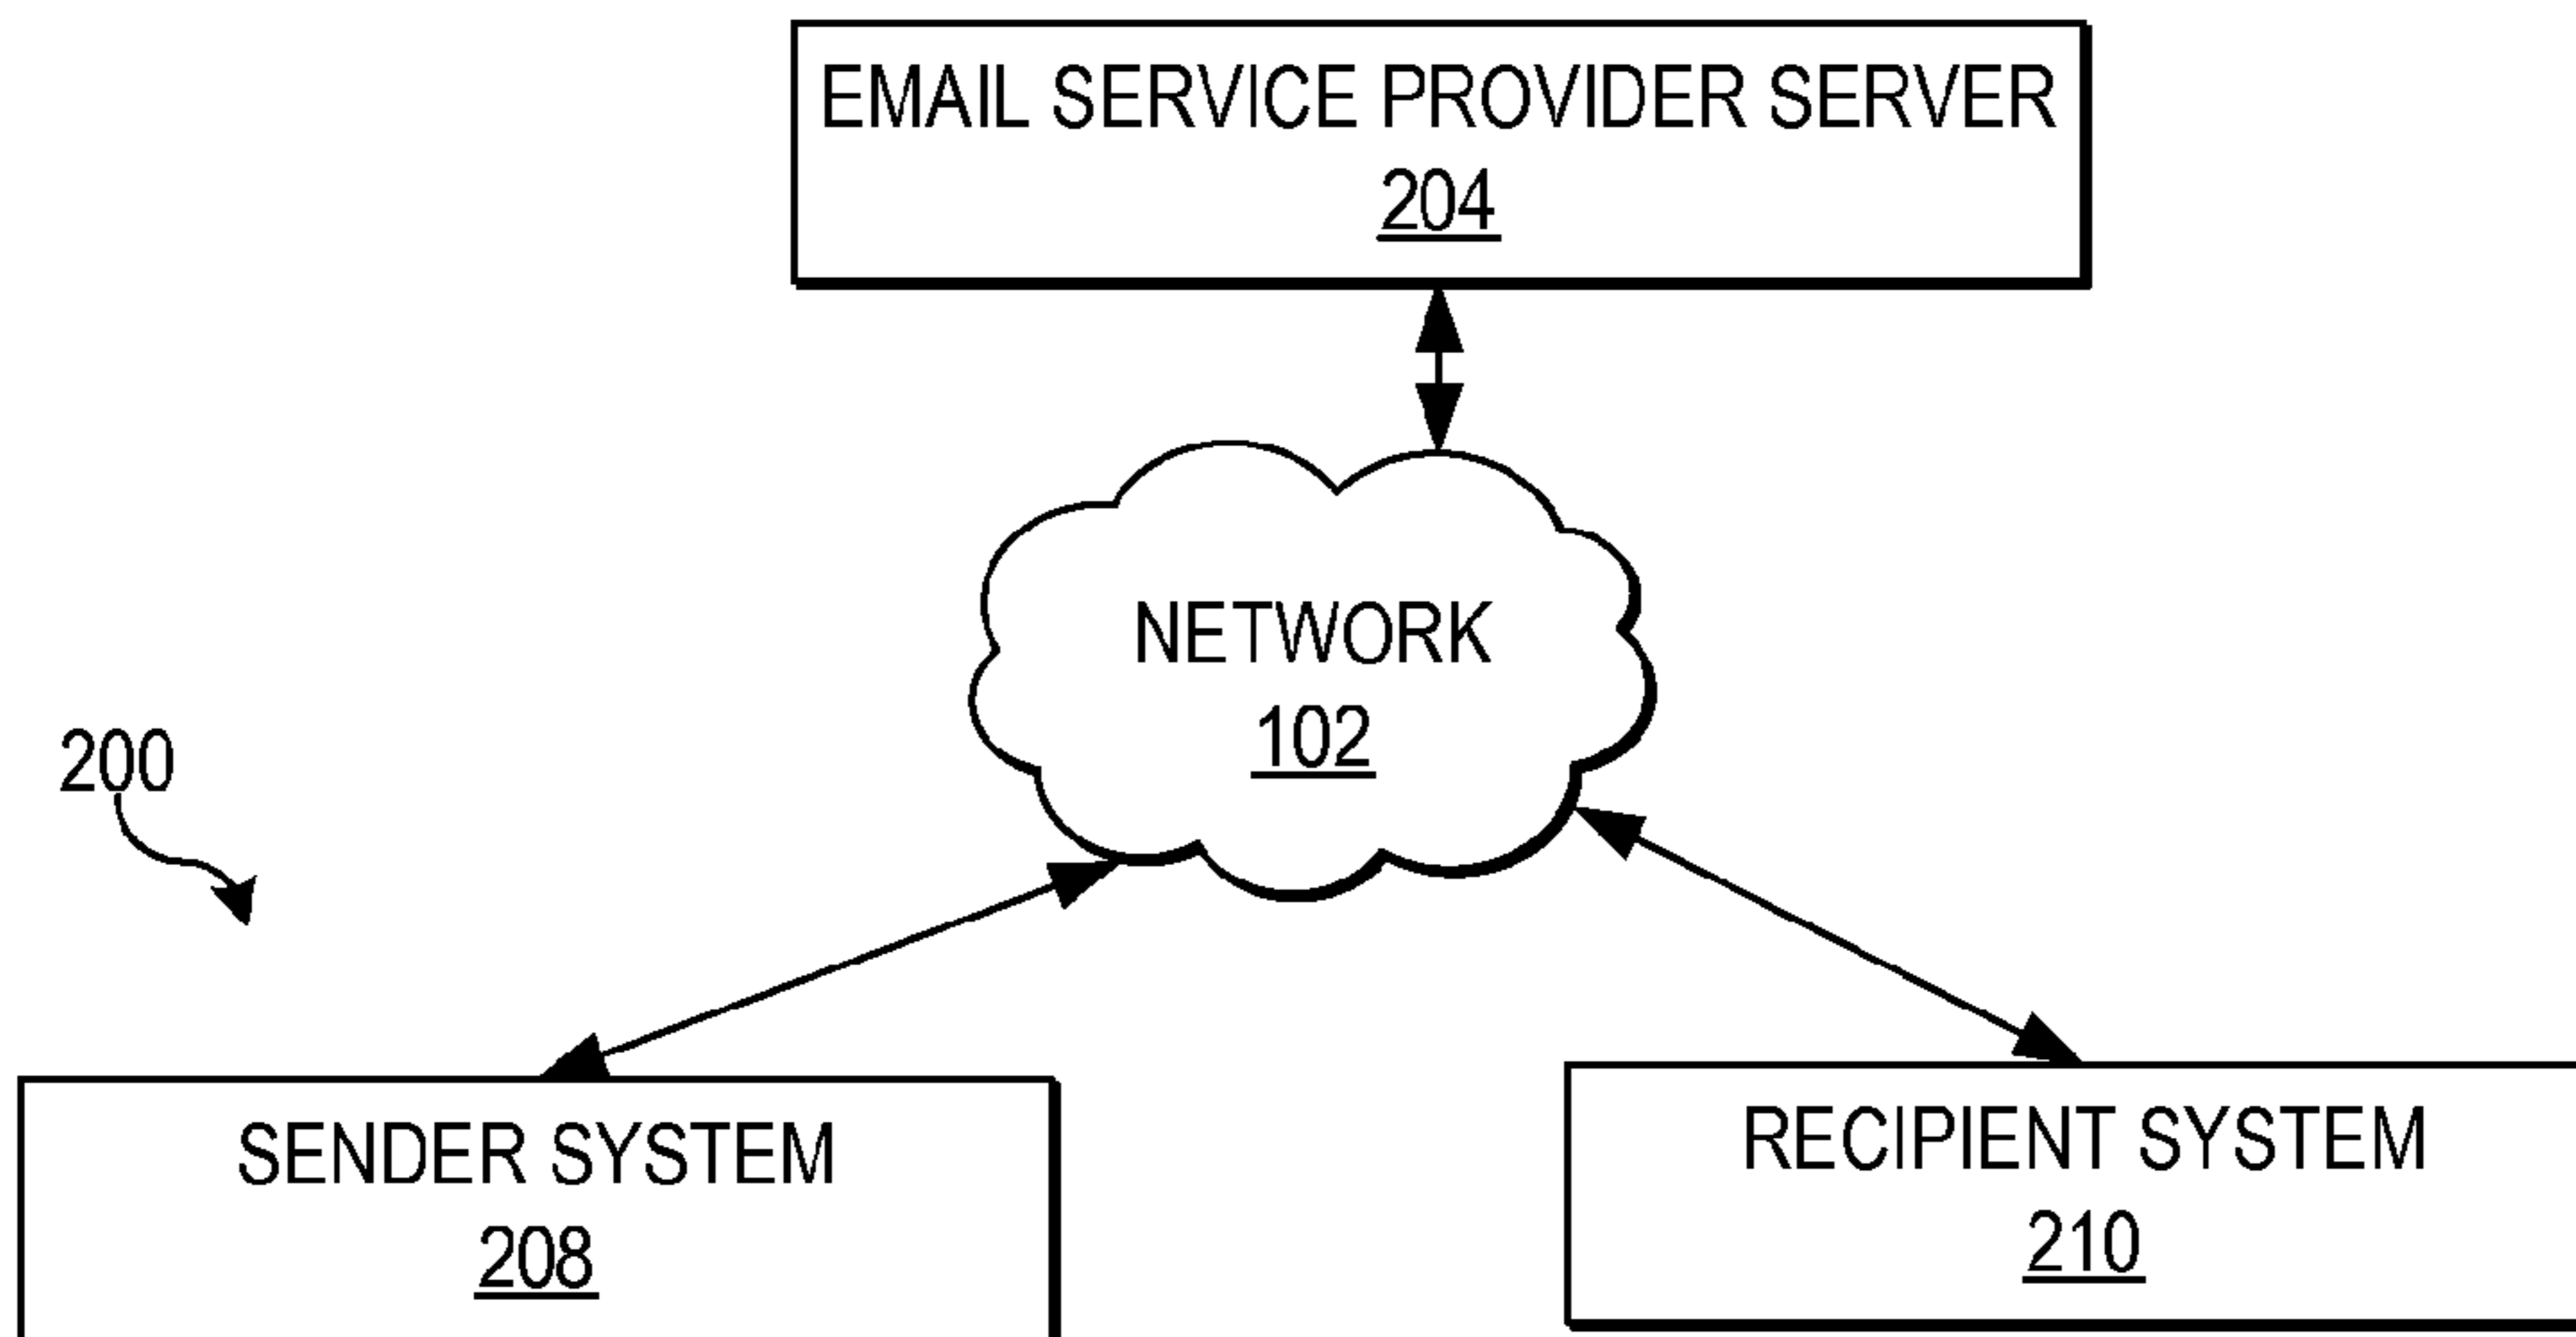 EMAIL SERVICE PROVIDER SERVER
204
NETWORK
102
200
SENDER SYSTEM
208
RECIPIENT SYSTEM
210